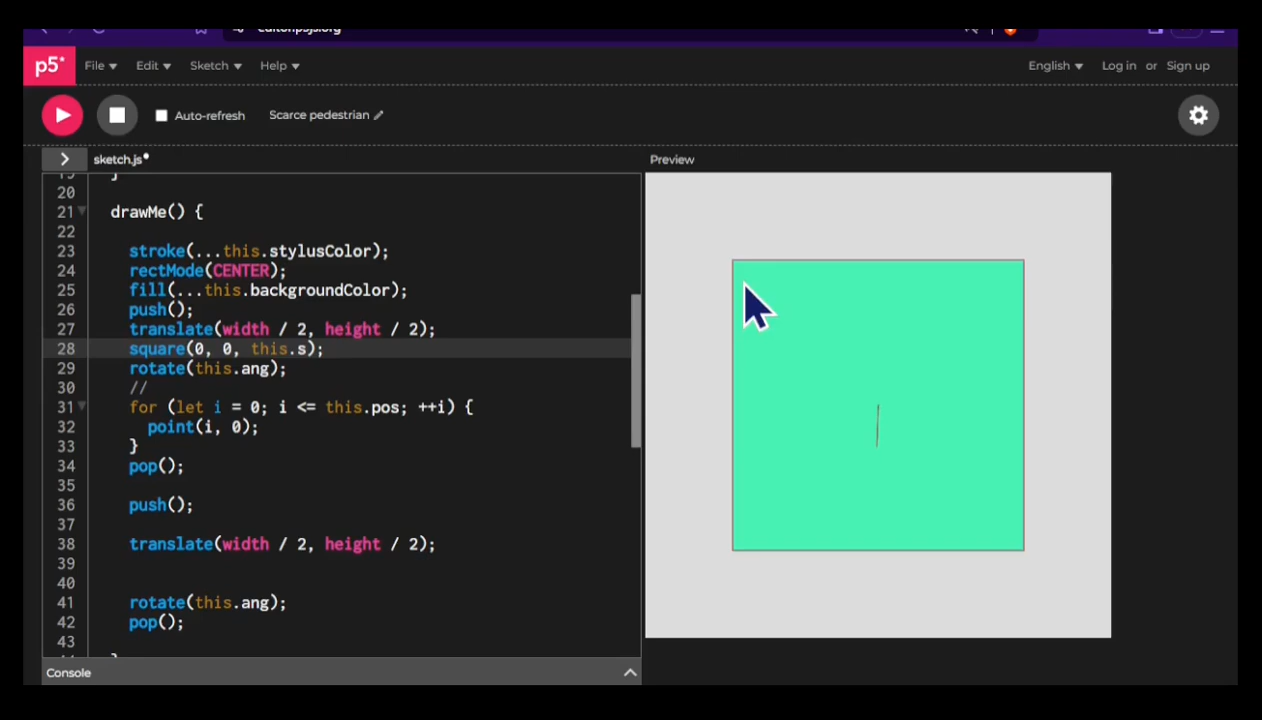 editor.p5js.org
p5*
File Edit Sketch Help
English Log in or Sign up
Auto-refresh Scarce pedestrian
sketch.js
Preview
19 }
20
21 drawMe() {
22
23 stroke(...this.stylusColor);
24 rectMode(CENTER);
25 fill(...this.backgroundColor);
26 push();
27 translate(width / 2, height / 2);
28 square(0, 0, this.s);
29 rotate(this.ang);
30 //
31 for (let i = 0; i <= this.pos; ++i) {
32 point(i, 0);
33 }
34 pop();
35
36 push();
37
38 translate(width / 2, height / 2);
39
40
41 rotate(this.ang);
42 pop();
43
Console